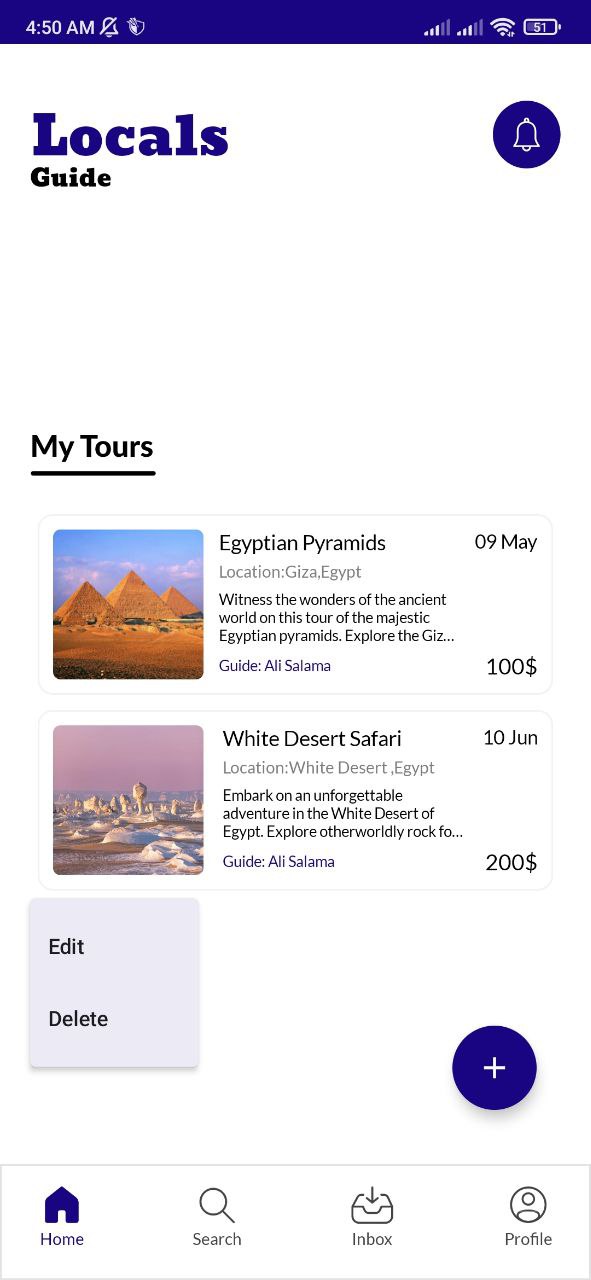 4:50 AM
51
Locals
Guide
My Tours
Egyptian Pyramids
09 May
Location:Giza,Egypt
Witness the wonders of the ancient
world on this tour of the majestic
Egyptian pyramids. Explore the Giz...
Guide: Ali Salama
100$
White Desert Safari
10 Jun
Location:White Desert ,Egypt
Embark on an unforgettable
adventure in the White Desert of
Egypt. Explore otherworldly rock fo...
Guide: Ali Salama
200$
Edit
Delete
+
Home
Search
Inbox
Profile